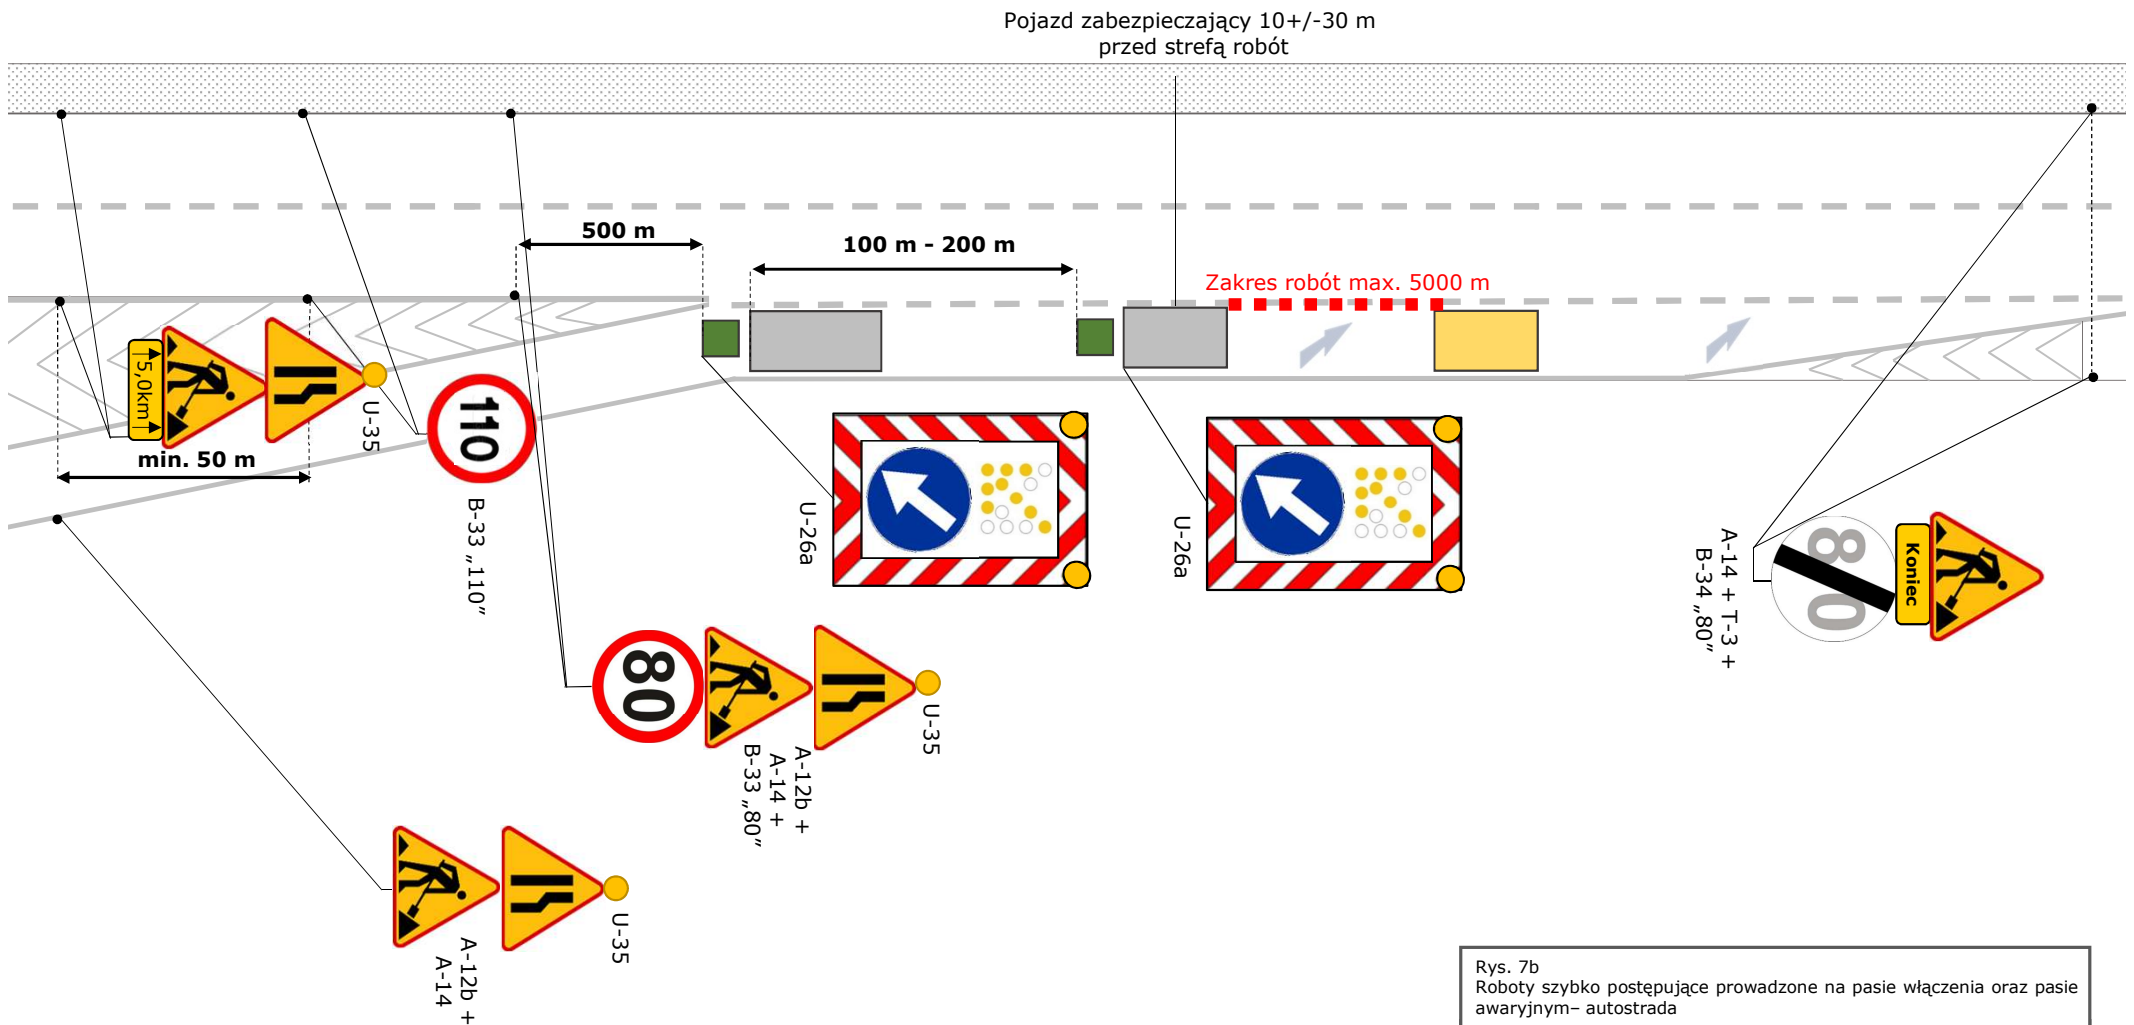 Pojazd zabezpieczający 10+/-30 m
przed strefą robót
500 m
100 m - 200 m
Zakres robót max. 5000 m
5,0km
U-35
110
B-33 „110”
min. 50 m
U-26a
U-26a
80
Koniec
A-14 + T-3 +
B-34 „80”
80
U-35
A-12b +
A-14 +
B-33 „80”
U-35
A-12b +
A-14
Rys. 7b
Roboty szybko postępujące prowadzone na pasie włączenia oraz pasie
awaryjnym– autostrada